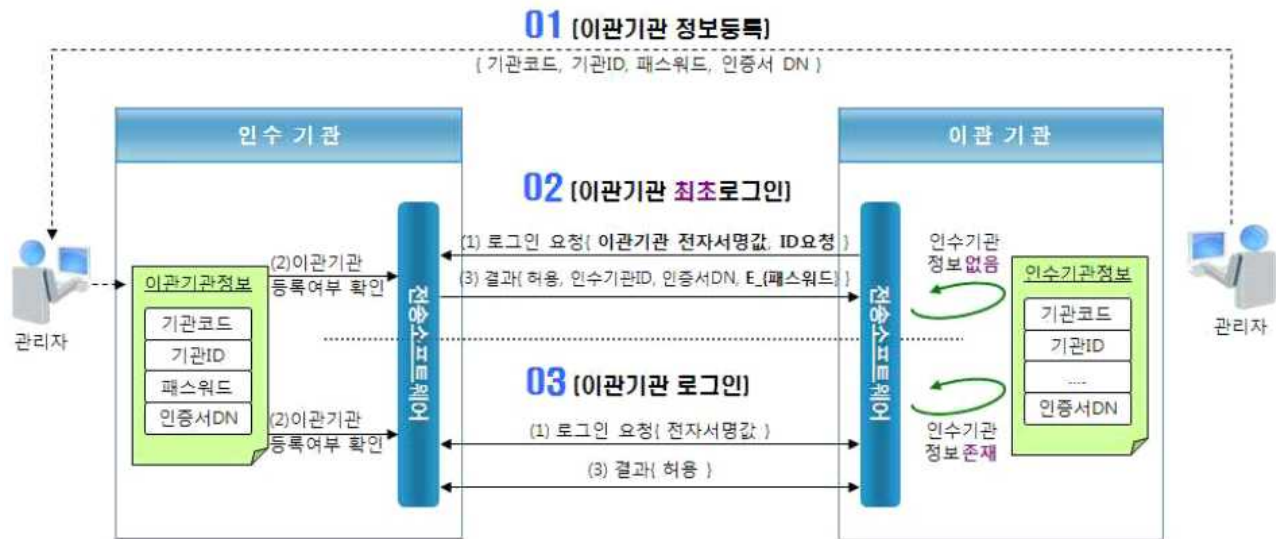 01 [이관기관 정보등록]
{ 기관코드, 기관ID, 패스워드, 인증서 DN }
인 수 기 관
이 관 기 관
02 [이관기관 최초로그인]
(1) 로그인 요청{ 이관기관 전자서명값, ID요청 }
(2)이관기관
등록여부 확인
(3) 결과{ 허용, 인수기관ID, 인증서DN, E_{패스워드} }
인수기관
정보없음
이관기관정보
기관코드
기관ID
패스워드
인증서DN
인수기관정보
기관코드
기관ID
....
인증서DN
관리자
관리자
전송소프트웨어
전송소프트웨어
03 [이관기관 로그인]
(2)이관기관
등록여부 확인
(1) 로그인 요청{ 전자서명값 }
(3) 결과{ 허용 }
인수기관
정보존재